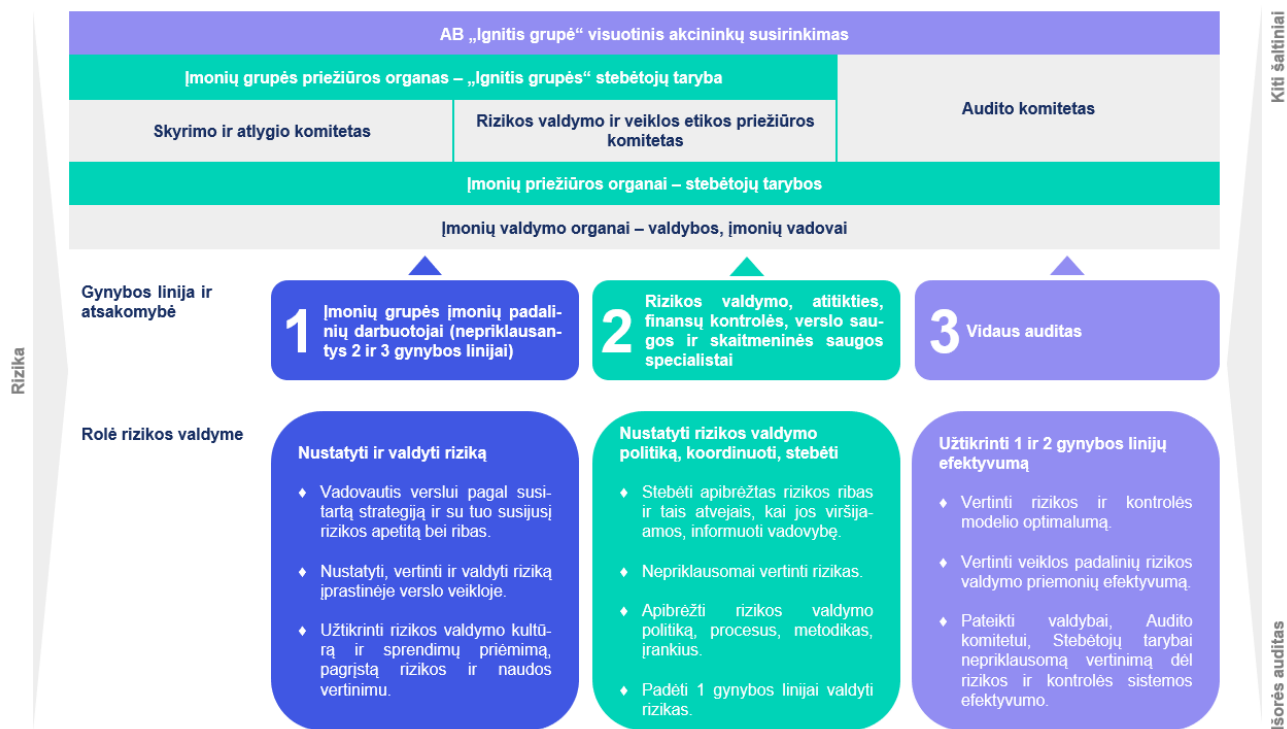 AB „Ignitis grupė“ visuotinis akcininkų susirinkimas
Įmonių grupės priežiūros organas – „Ignitis grupės“ stebėtojų taryba
Audito komitetas
Skyrimo ir atlygio komitetas
Rizikos valdymo ir veiklos etikos priežiūros
komitetas
Įmonių priežiūros organai – stebėtojų tarybos
Įmonių valdymo organai – valdybos, įmonių vadovai
Kiti šaltiniai
Rizika
Išorės auditas
Gynybos linija ir
atsakomybė
1
Įmonių grupės įmonių padali-
nių darbuotojai (nepriklausan-
tys 2 ir 3 gynybos linijai)
2
Rizikos valdymo, atitikties,
finansų kontrolės, verslo sau-
gos ir skaitmeninės saugos
specialistai
3
Vidaus auditas
Rolė rizikos valdyme
Nustatyti ir valdyti riziką
♦ Vadovautis verslui pagal susi-
tartą strategiją ir su tuo susijusį
rizikos apetitą bei ribas.
♦ Nustatyti, vertinti ir valdyti riziką
įprastinėje verslo veikloje.
♦ Užtikrinti rizikos valdymo kultū-
rą ir sprendimų priėmimą,
pagrįstą rizikos ir naudos
vertinimu.
Nustatyti rizikos valdymo
politiką, koordinuoti, stebėti
♦ Stebėti apibrėžtas rizikos ribas
ir tais atvejais, kai jos viršija-
amos, informuoti vadovybę.
♦ Nepriklausomai vertinti rizikas.
♦ Apibrėžti rizikos valdymo
politiką, procesus, metodikas,
įrankius.
♦ Padėti 1 gynybos linijai valdyti
rizikas.
Užtikrinti 1 ir 2 gynybos linijų
efektyvumą
♦ Vertinti rizikos ir kontrolės
modelio optimalumą.
♦ Vertinti veiklos padalinių rizikos
valdymo priemonių efektyvumą.
♦ Pateikti valdybai, Audito
komitetui, Stebėtojų tarybai
nepriklausomą vertinimą dėl
rizikos ir kontrolės sistemos
efektyvumo.